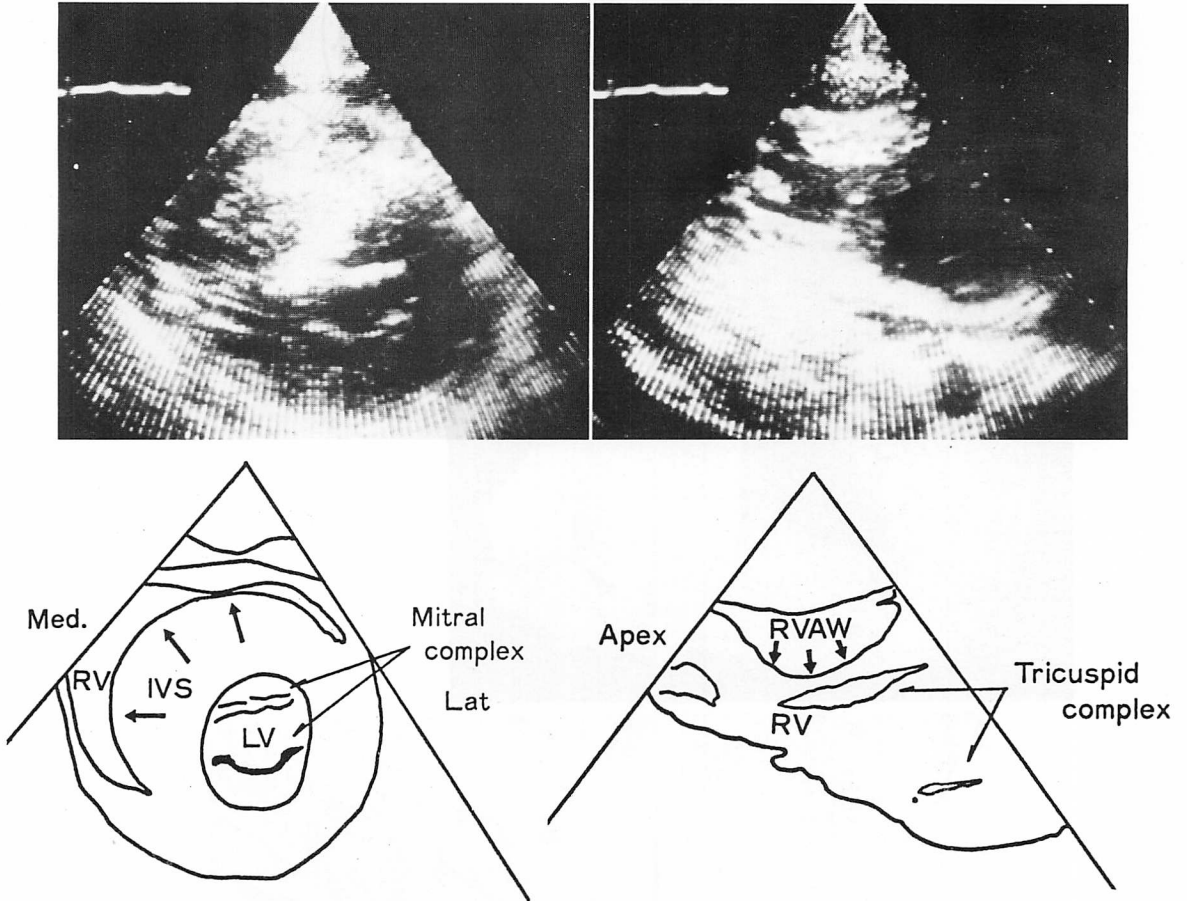 Med.
RV
IVS
LV
Mitral
complex
Lat
Apex
RVAW
RV
Tricuspid
complex